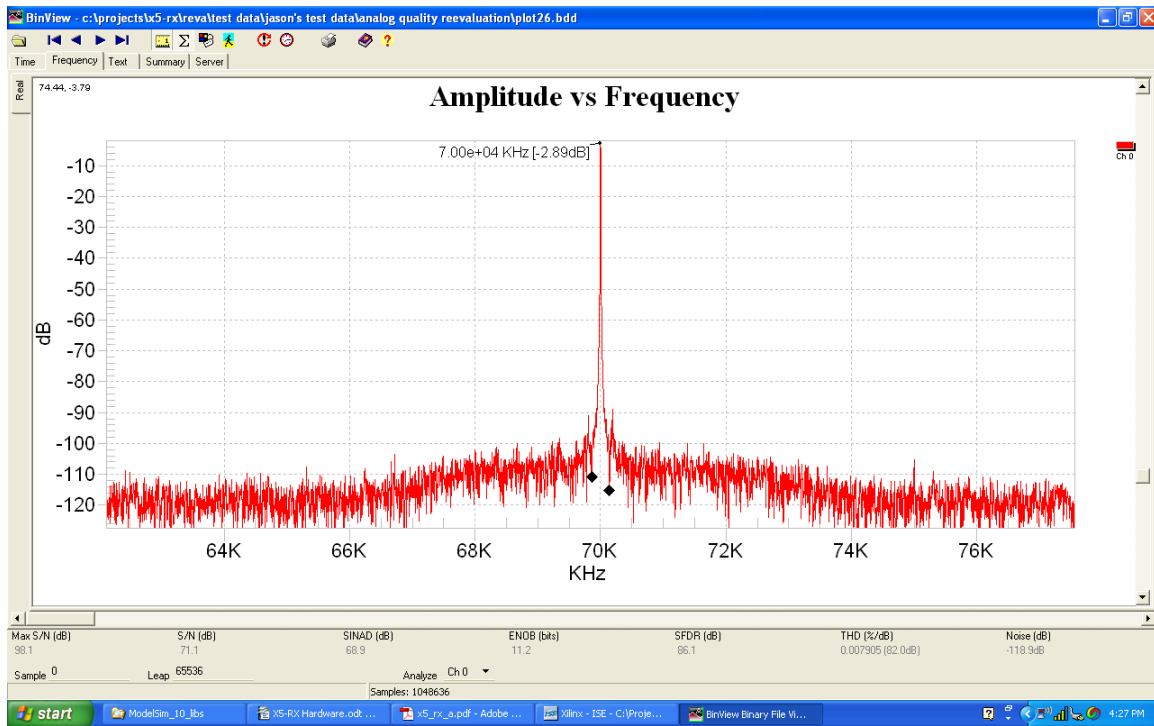 BinView - c:\projects\x5-rx\reva\test data\jason's test data\analog quality reevaluation\plot26.bdd
Time Frequency Text Summary Server
Real
74.44, -3.79
Amplitude vs Frequency
7.00e+04 KHz [-2.89dB]
Ch 0
-10
-20
-30
-40
-50
-60
-70
-80
-90
-100
-110
-120
dB
64K 66K 68K 70K 72K 74K 76K
KHz
Max S/N (dB) S/N (dB) SINAD (dB) ENOB (bits) SFDR (dB) THD (%/dB) Noise (dB)
98.1 71.1 68.9 11.2 86.1 0.007905 (82.0dB) -118.9dB
Sample 0 Leap 65536 Analyze Ch 0
Samples: 1048636
start ModelSim_10_libs X5-RX Hardware.odt ... x5_rx_a.pdf - Adobe ... Xilinx - ISE - C:\Proje... BinView Binary File Vi... 4:27 PM